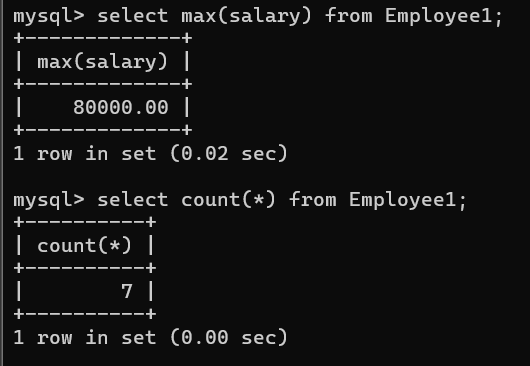 mysql> select max(salary) from Employee1;
+-------------+
| max(salary) |
+-------------+
|    80000.00 |
+-------------+
1 row in set (0.02 sec)

mysql> select count(*) from Employee1;
+----------+
| count(*) |
+----------+
|        7 |
+----------+
1 row in set (0.00 sec)